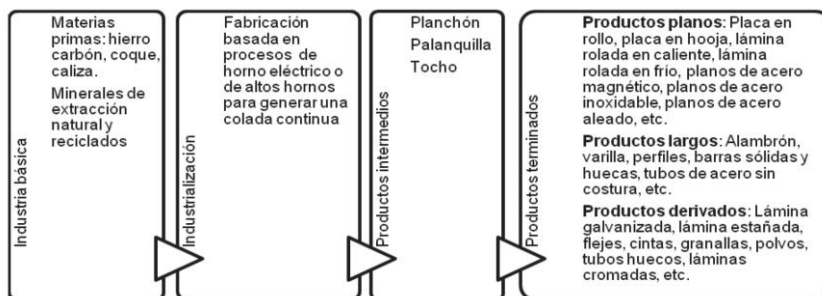 Industria básica
Materias
primas: hierro
carbón, coque,
caliza.
Minerales de
extracción
natural y
reciclados
Industrialización
Fabricación
basada en
procesos de
horno eléctrico o
de altos hornos
para generar una
colada continua
Productos intermedios
Planchón
Palanquilla
Tocho
Productos terminados
Productos planos: Placa en
rollo, placa en hooja, lámina
rolada en caliente, lámina
rolada en frío, planos de acero
magnético, planos de acero
inoxidable, planos de acero
aleado, etc.
Productos largos: Alambrón,
varilla, perfiles, barras sólidas y
huecas, tubos de acero sin
costura, etc.
Productos derivados: Lámina
galvanizada, lámina estañada,
flejes, cintas, granallas, polvos,
tubos huecos, láminas
cromadas, etc.